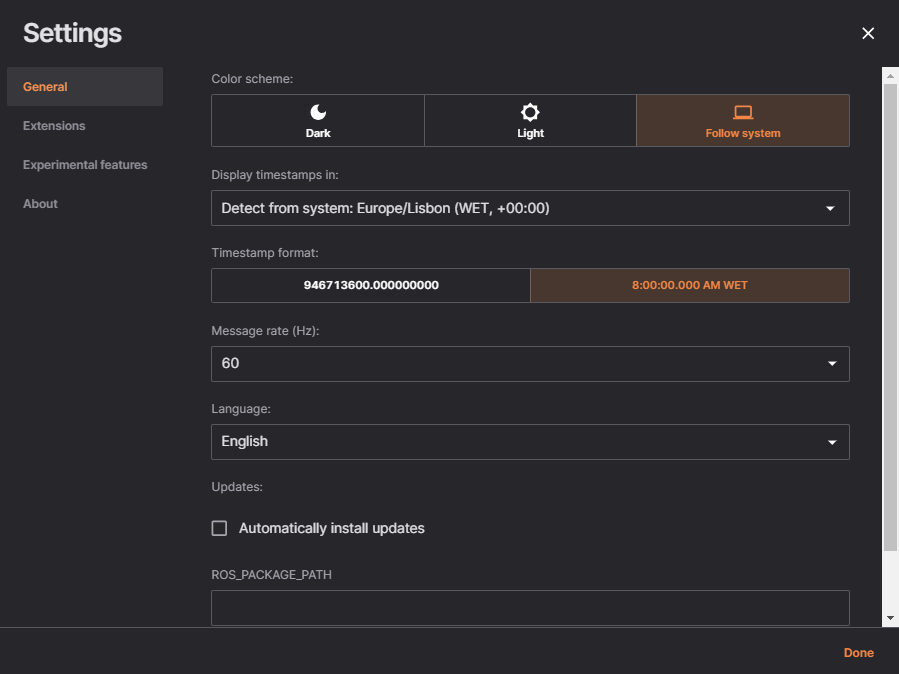 Settings
General
Extensions
Experimental features
About
Color scheme:
Dark
Light
Follow system
Display timestamps in:
Detect from system: Europe/Lisbon (WET, +00:00)
Timestamp format:
946713600.000000000
8:00:00.000 AM WET
Message rate (Hz):
60
Language:
English
Updates:
Automatically install updates
ROS_PACKAGE_PATH
Done